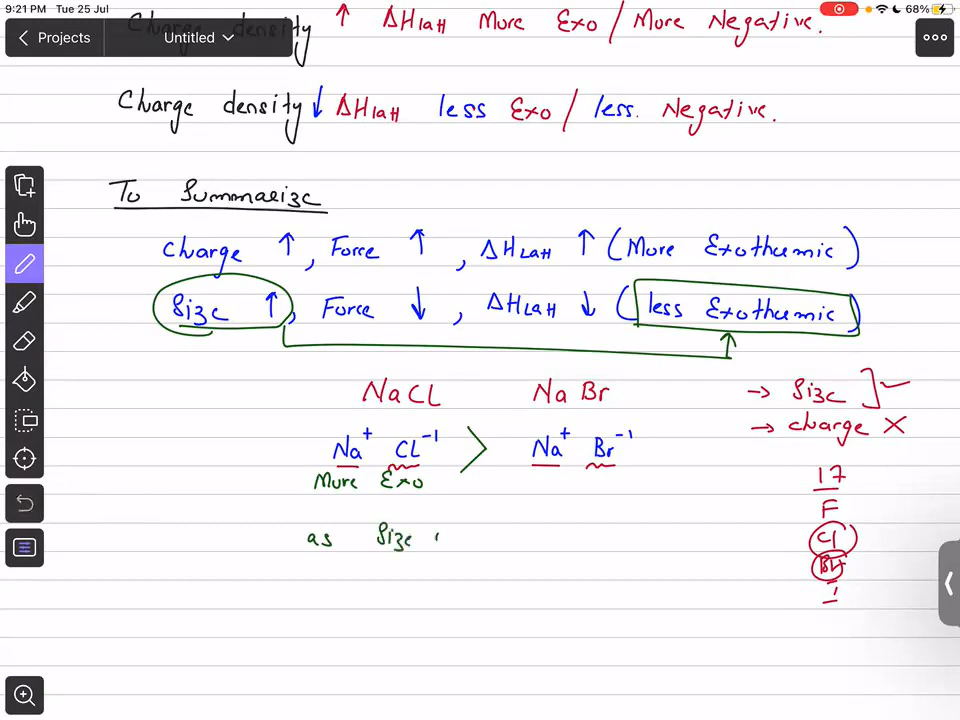 9:21 PM Tue 25 Jul 68%
Charge density ↑ ΔHLatt More Exo / More Negative.
Projects Untitled
Charge density ↓ ΔHLatt less Exo / less. Negative.
To Summarize
Charge ↑, Force ↑, ΔHLatt ↑ (More Exothermic)
Size ↑, Force ↓, ΔHLatt ↓ (less Exothermic)
NaCl NaBr → Size ✓
→ charge X
Na+ Cl-1 > Na+ Br-1
More Exo
17
F
as Size
Cl
Br
I